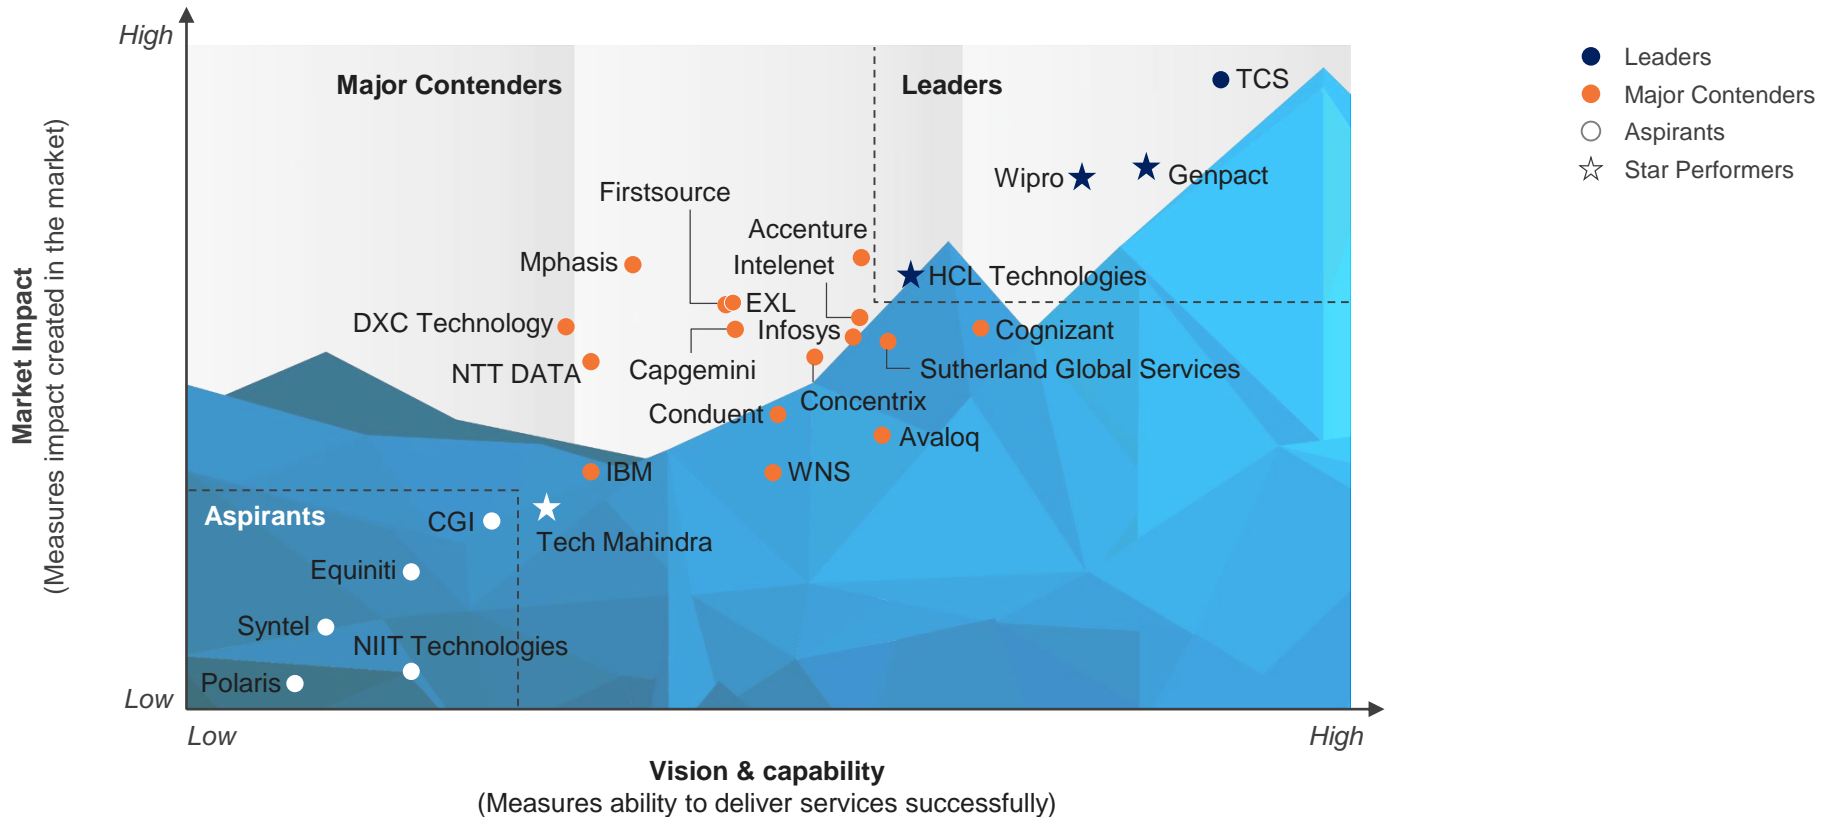 High
Major Contenders
Leaders
TCS
Wipro
Genpact
Firstsource
Accenture
Mphasis
Intelenet
HCL Technologies
EXL
DXC Technology
Infosys
Cognizant
NTT DATA
Capgemini
Sutherland Global Services
Conduent
Concentrix
Avaloq
IBM
WNS
Aspirants
CGI
Tech Mahindra
Equiniti
Syntel
NIIT Technologies
Polaris
Low
Low
High
Market Impact
(Measures impact created in the market)
Vision & capability
(Measures ability to deliver services successfully)
Leaders
Major Contenders
Aspirants
Star Performers